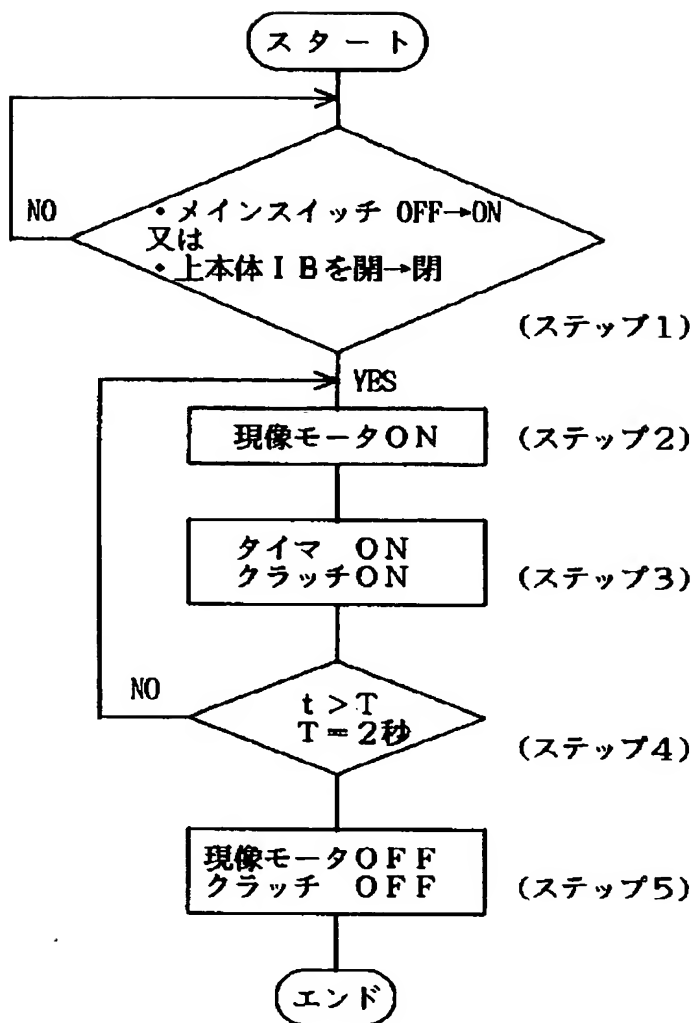 スタート
NO
・メインスイッチ OFF→ON
又は
・上本体ⅠBを開→閉
(ステップ1)
YES
現像モータON
(ステップ2)
タイマ ON
クラッチON
(ステップ3)
NO
t>T
T=2秒
(ステップ4)
現像モータOFF
クラッチ OFF
(ステップ5)
エンド